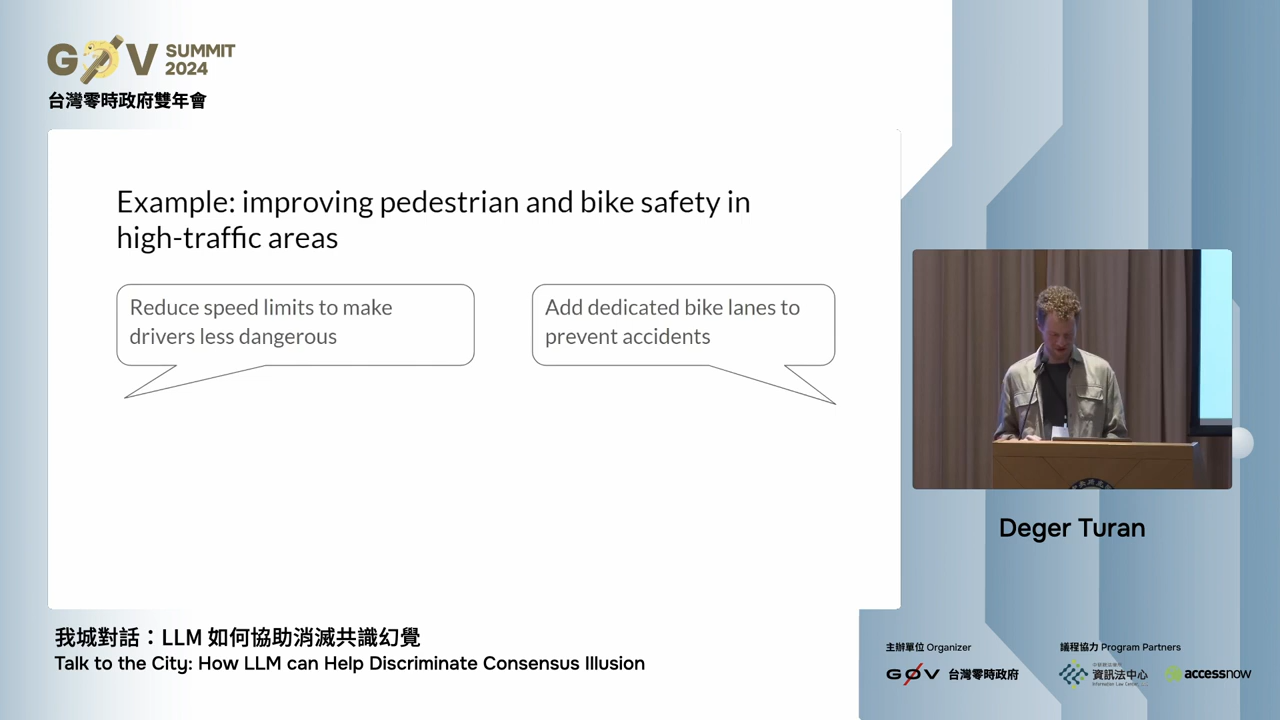 G0V SUMMIT
2024
台灣零時政府雙年會
Example: improving pedestrian and bike safety in
high-traffic areas
Reduce speed limits to make
drivers less dangerous
Add dedicated bike lanes to
prevent accidents
Deger Turan
我城對話：LLM 如何協助消滅共識幻覺
Talk to the City: How LLM can Help Discriminate Consensus Illusion
主辦單位 Organizer
G0V 台灣零時政府
議程協力 Program Partners
資訊法中心
Information Law Center
accessnow